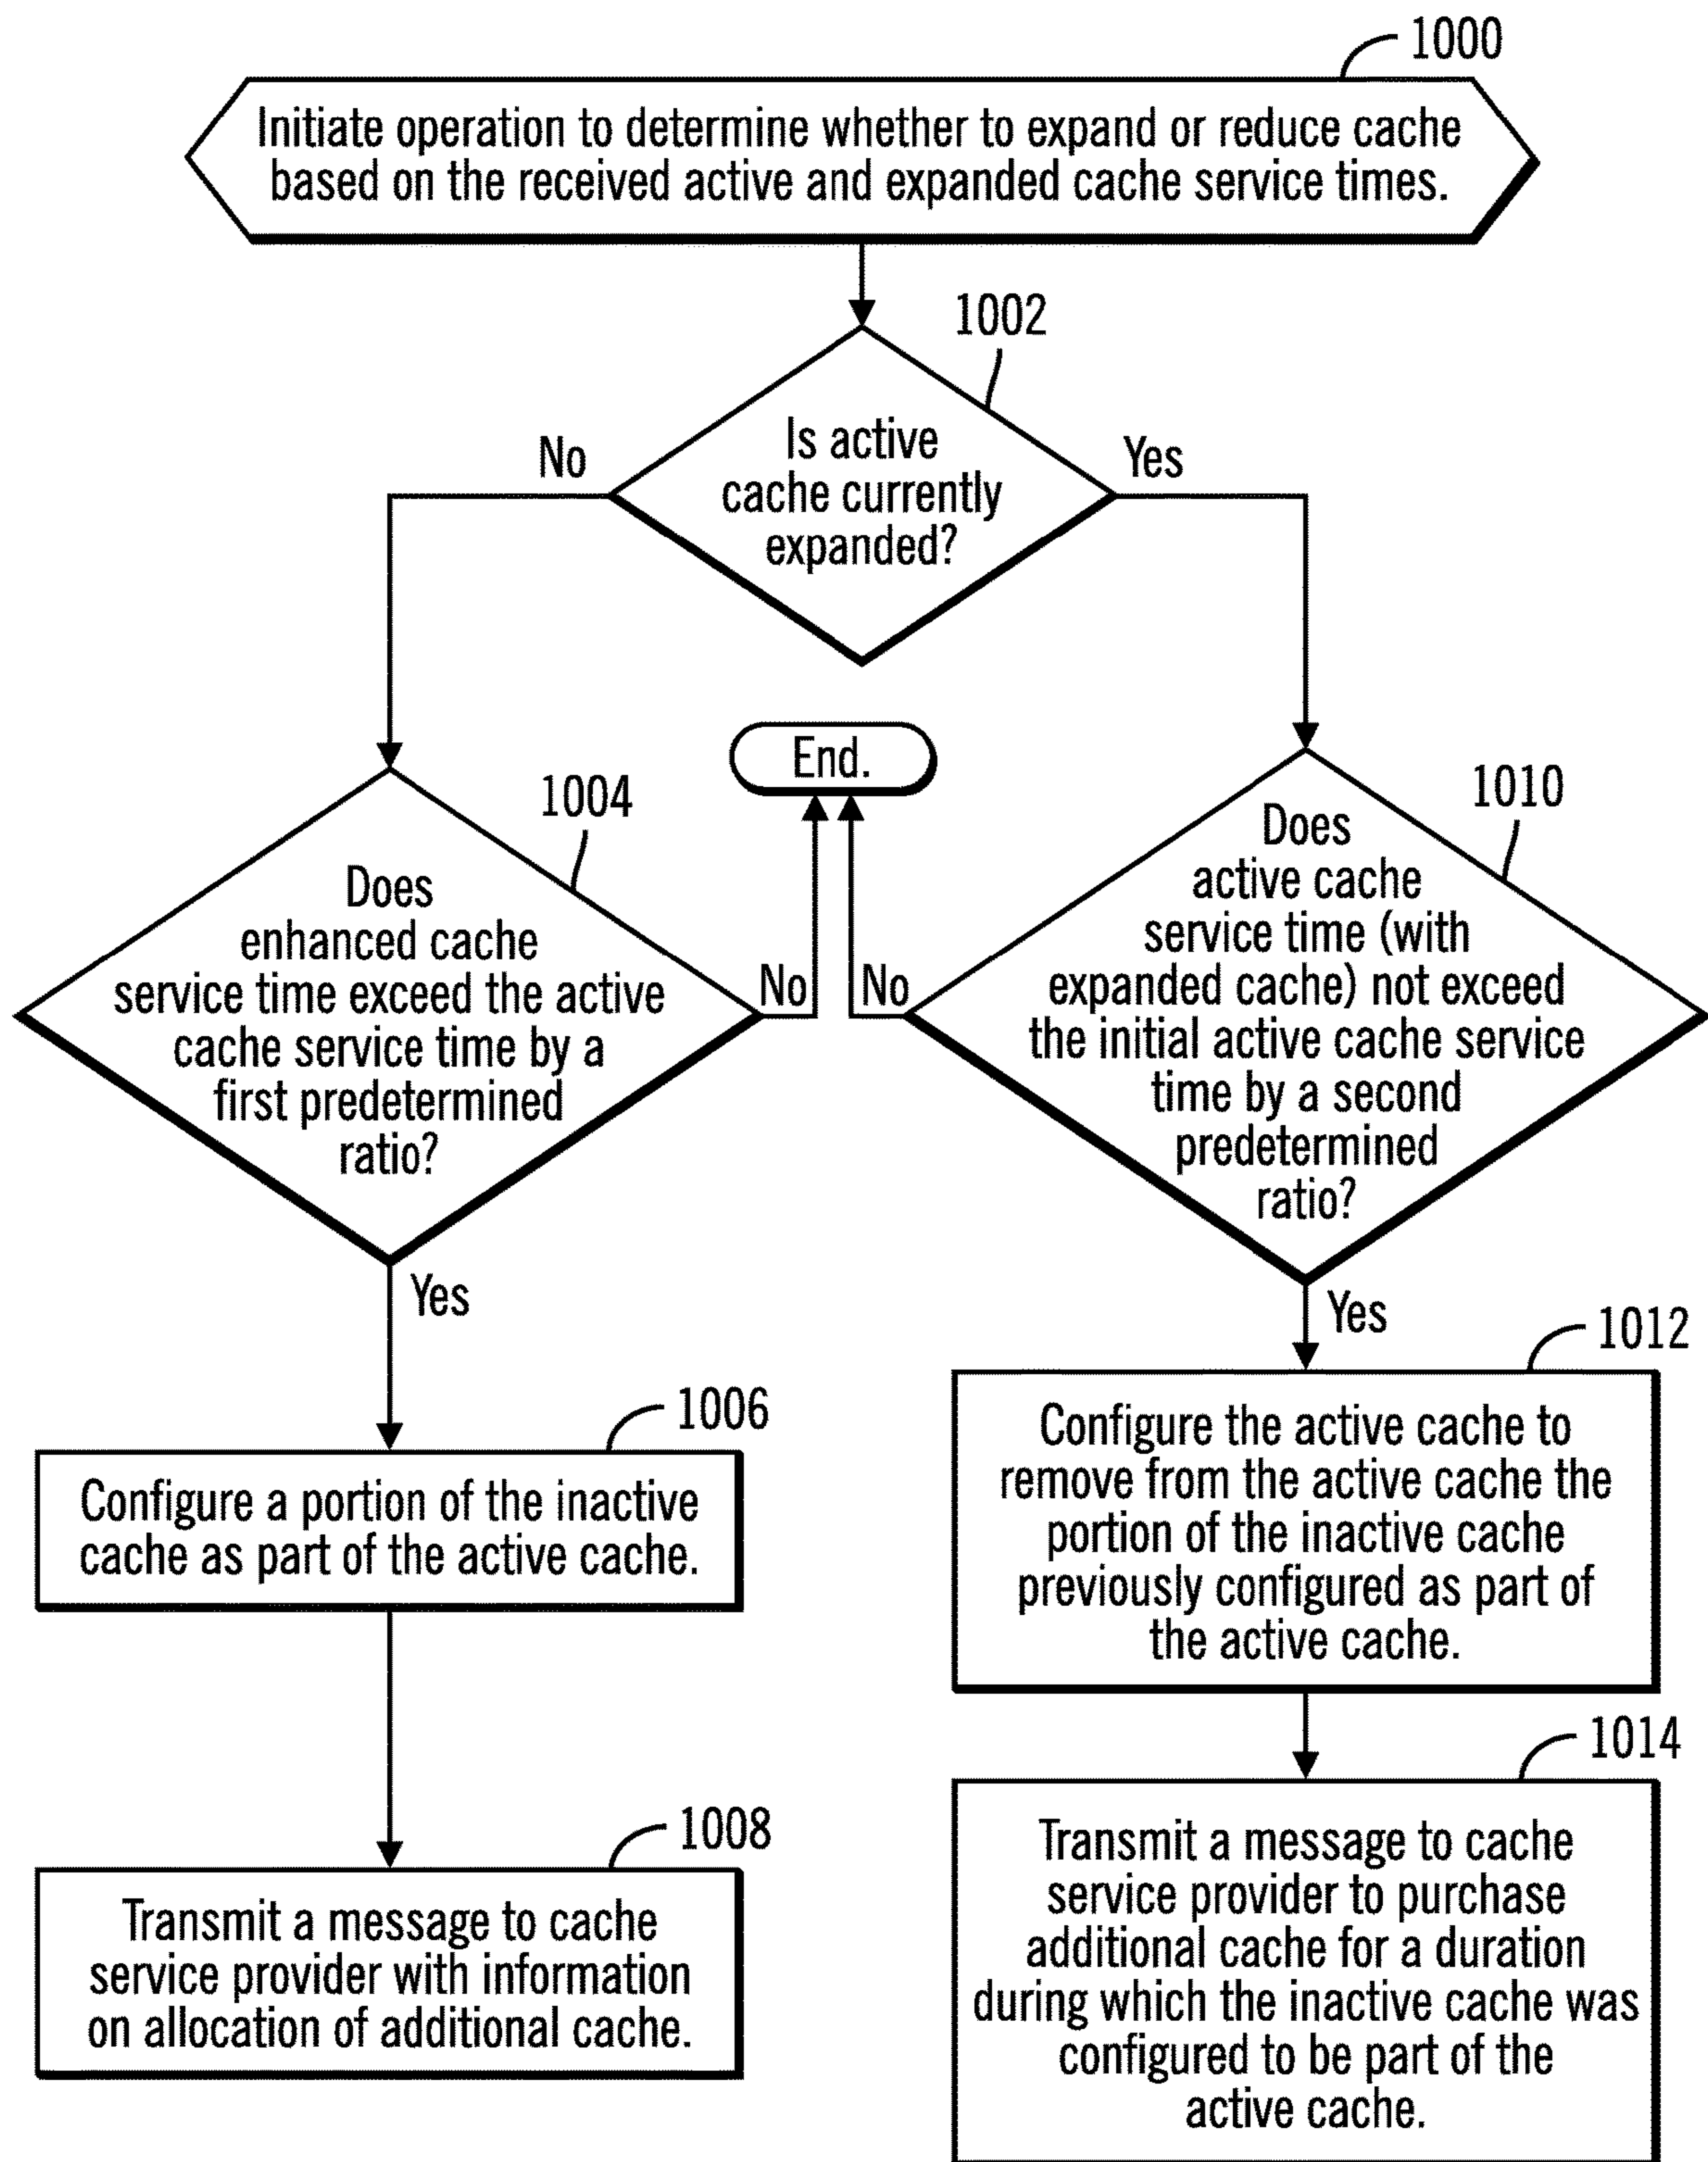 1000
Initiate operation to determine whether to expand or reduce cache
based on the received active and expanded cache service times.
1002
Is active
cache currently
expanded?
No
Yes
End.
1004
Does
enhanced cache
service time exceed the active
cache service time by a
first predetermined
ratio?
No
Yes
1010
Does
active cache
service time (with
expanded cache) not exceed
the initial active cache service
time by a second
predetermined
ratio?
No
Yes
1006
Configure a portion of the inactive
cache as part of the active cache.
1008
Transmit a message to cache
service provider with information
on allocation of additional cache.
1012
Configure the active cache to
remove from the active cache the
portion of the inactive cache
previously configured as part of
the active cache.
1014
Transmit a message to cache
service provider to purchase
additional cache for a duration
during which the inactive cache was
configured to be part of the
active cache.